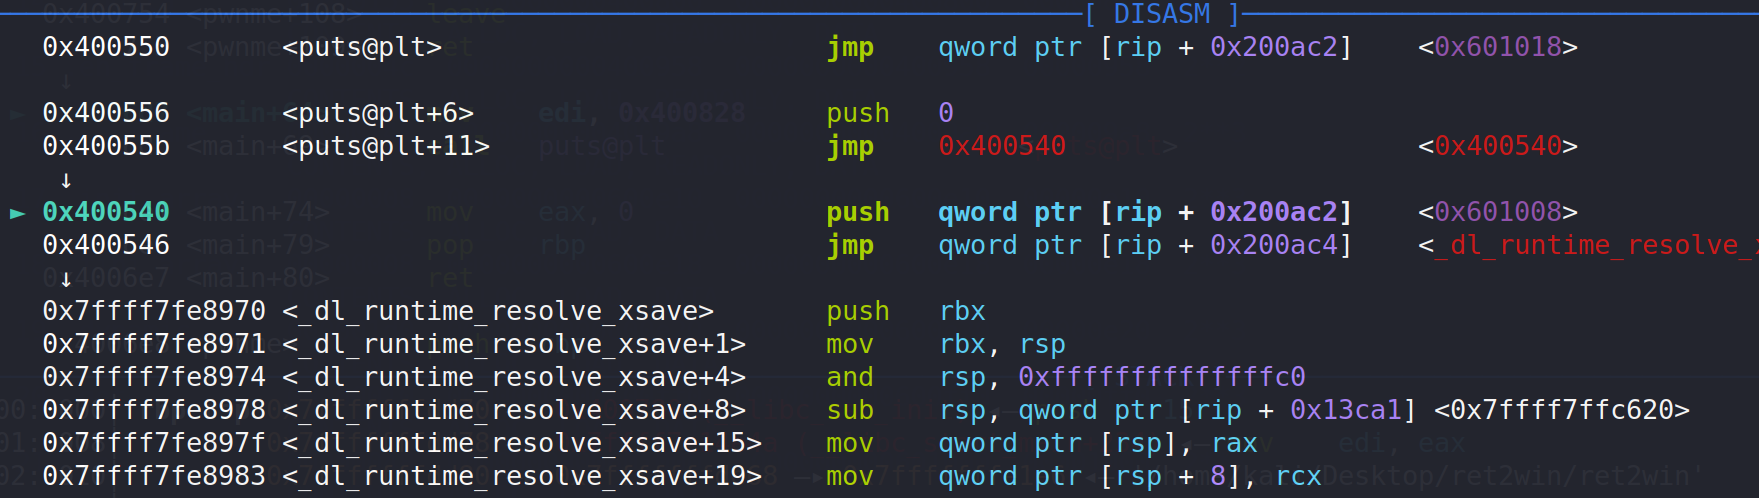 [ DISASM ]
0x400550 <puts@plt> jmp qword ptr [rip + 0x200ac2] <0x601018>
↓
0x400556 <puts@plt+6> push 0
0x40055b <puts@plt+11> jmp 0x400540 <0x400540>
↓
► 0x400540 push qword ptr [rip + 0x200ac2] <0x601008>
0x400546 jmp qword ptr [rip + 0x200ac4] <_dl_runtime_resolve_x
↓
0x7ffff7fe8970 <_dl_runtime_resolve_xsave> push rbx
0x7ffff7fe8971 <_dl_runtime_resolve_xsave+1> mov rbx, rsp
0x7ffff7fe8974 <_dl_runtime_resolve_xsave+4> and rsp, 0xffffffffffffffc0
0x7ffff7fe8978 <_dl_runtime_resolve_xsave+8> sub rsp, qword ptr [rip + 0x13ca1] <0x7ffff7ffc620>
0x7ffff7fe897f <_dl_runtime_resolve_xsave+15> mov qword ptr [rsp], rax
0x7ffff7fe8983 <_dl_runtime_resolve_xsave+19> mov qword ptr [rsp + 8], rcx